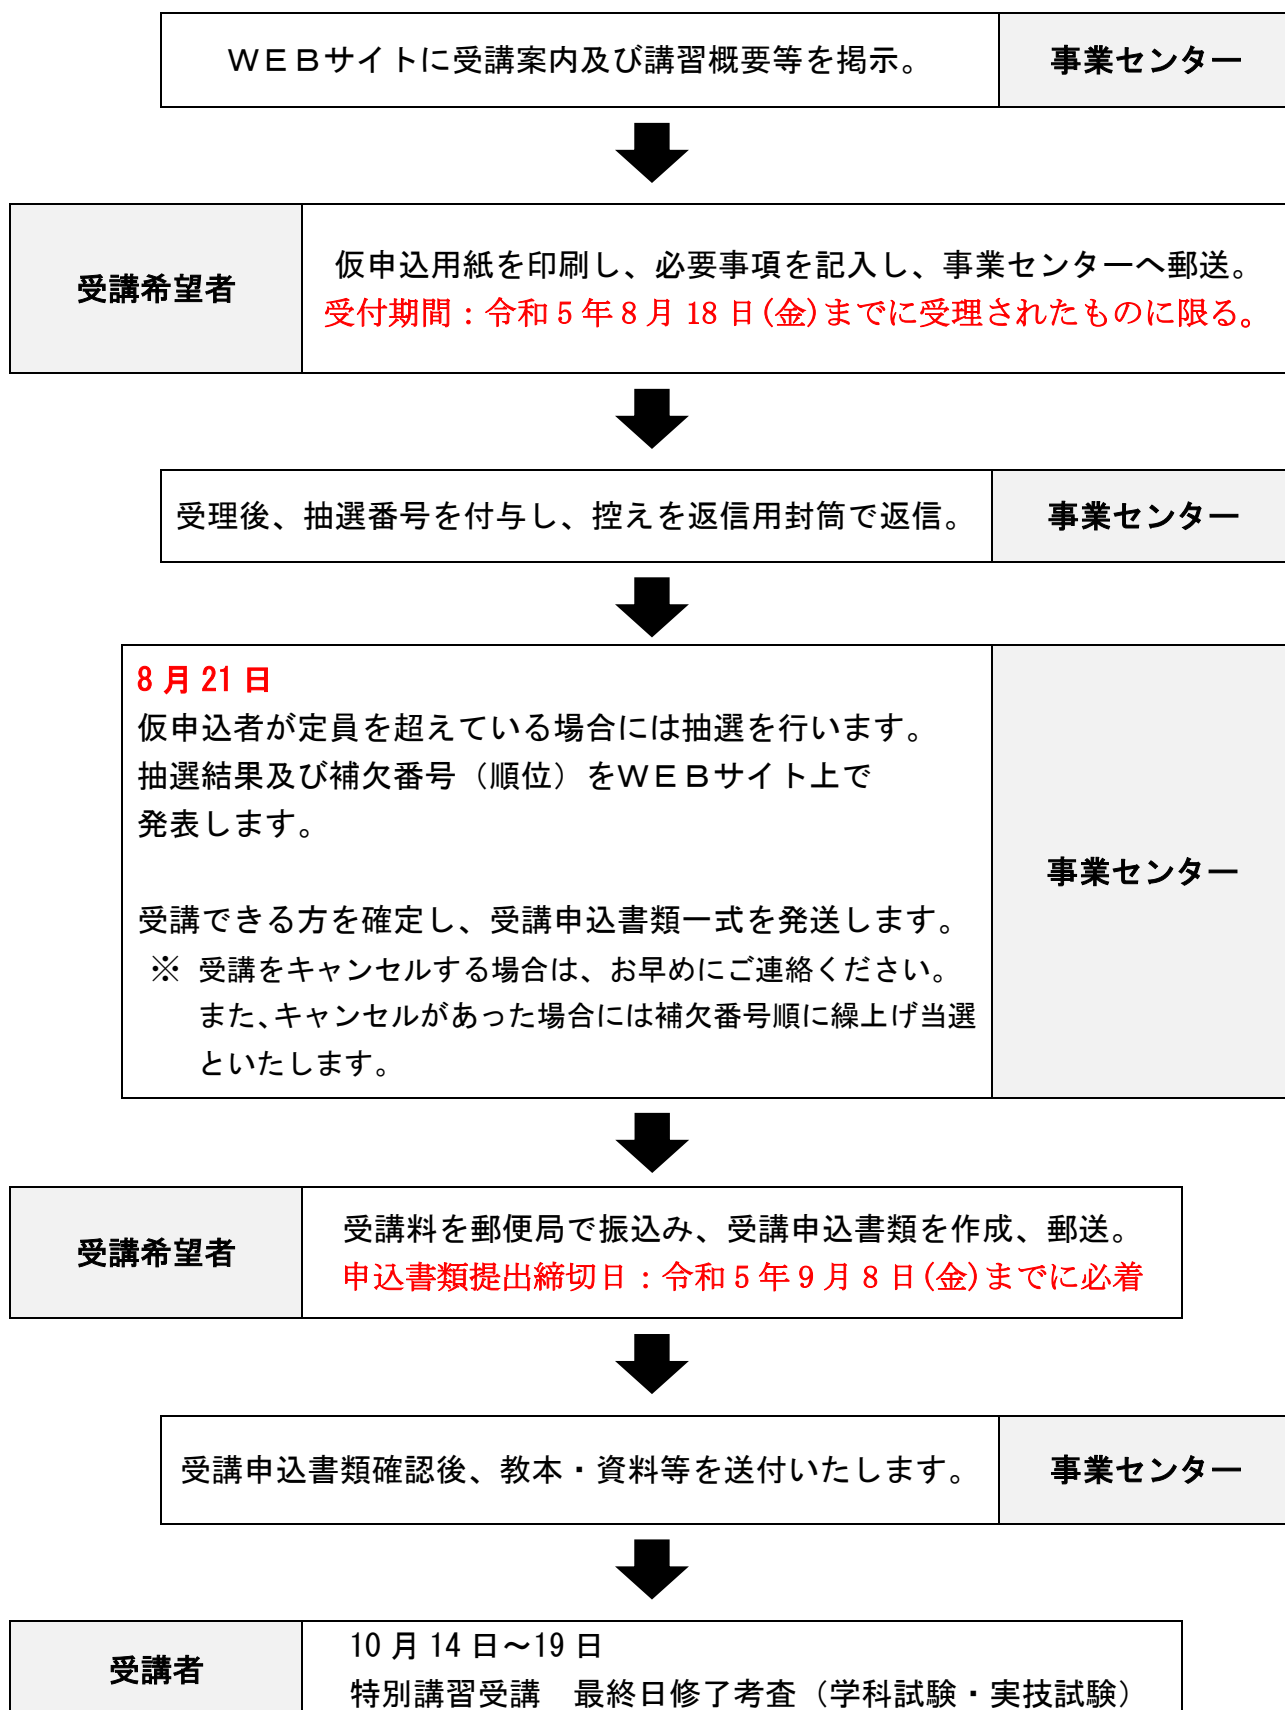 WEBサイトに受講案内及び講習概要等を掲示。
事業センター
受講希望者
仮申込用紙を印刷し、必要事項を記入し、事業センターへ郵送。
受付期間：令和5年8月18日(金)までに受理されたものに限る。
受理後、抽選番号を付与し、控えを返信用封筒で返信。
事業センター
8月21日
仮申込者が定員を超えている場合には抽選を行います。
抽選結果及び補欠番号（順位）をWEBサイト上で
発表します。
受講できる方を確定し、受講申込書類一式を発送します。
※ 受講をキャンセルする場合は、お早めにご連絡ください。
また、キャンセルがあった場合には補欠番号順に繰上げ当選
といたします。
事業センター
受講希望者
受講料を郵便局で振込み、受講申込書類を作成、郵送。
申込書類提出締切日：令和5年9月8日(金)までに必着
受講申込書類確認後、教本・資料等を送付いたします。
事業センター
受講者
10月14日～19日
特別講習受講　最終日修了考査（学科試験・実技試験）